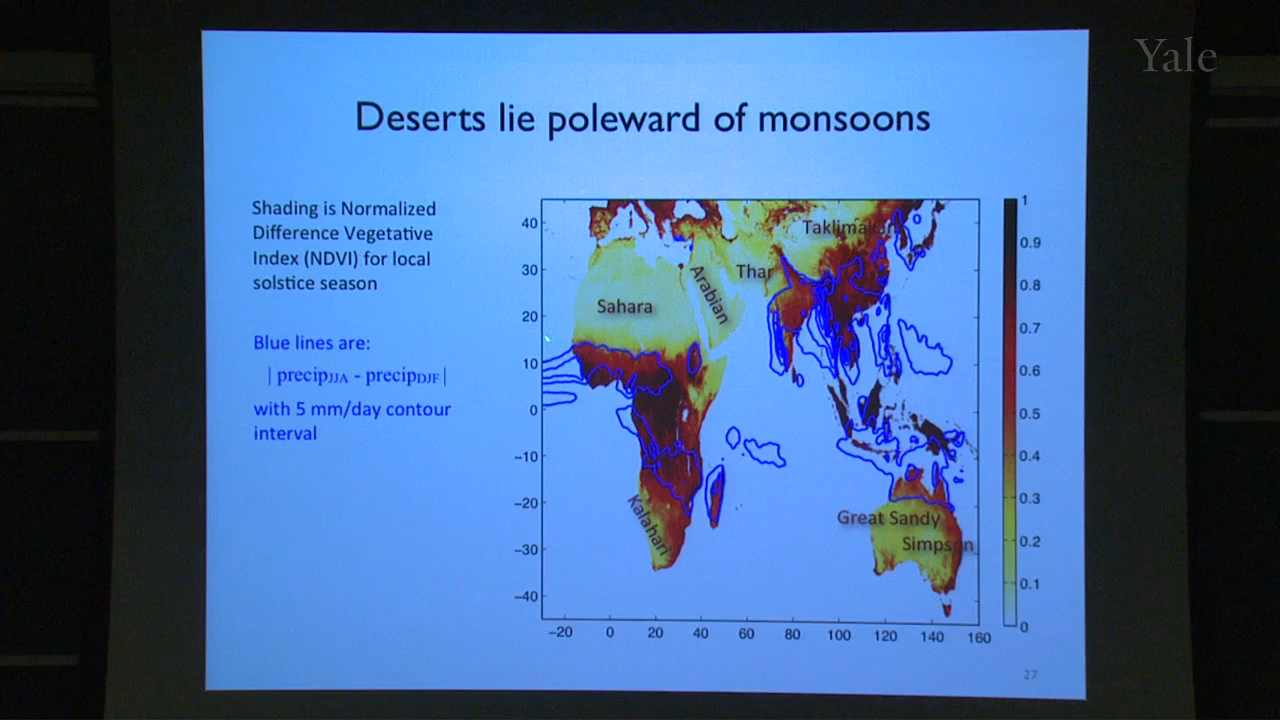 Yale
Deserts lie poleward of monsoons
Shading is Normalized
Difference Vegetative
Index (NDVI) for local
solstice season
Blue lines are:
| precipJJA - precipDJF|
with 5 mm/day contour
interval
40
30
20
10
0
−10
−20
−30
−40
−20
0
20
40
60
80
100
120
140
160
Taklimakan
Thar
Arabian
Sahara
Kalahari
Great Sandy
Simpson
1
0.9
0.8
0.7
0.6
0.5
0.4
0.3
0.2
0.1
0
27